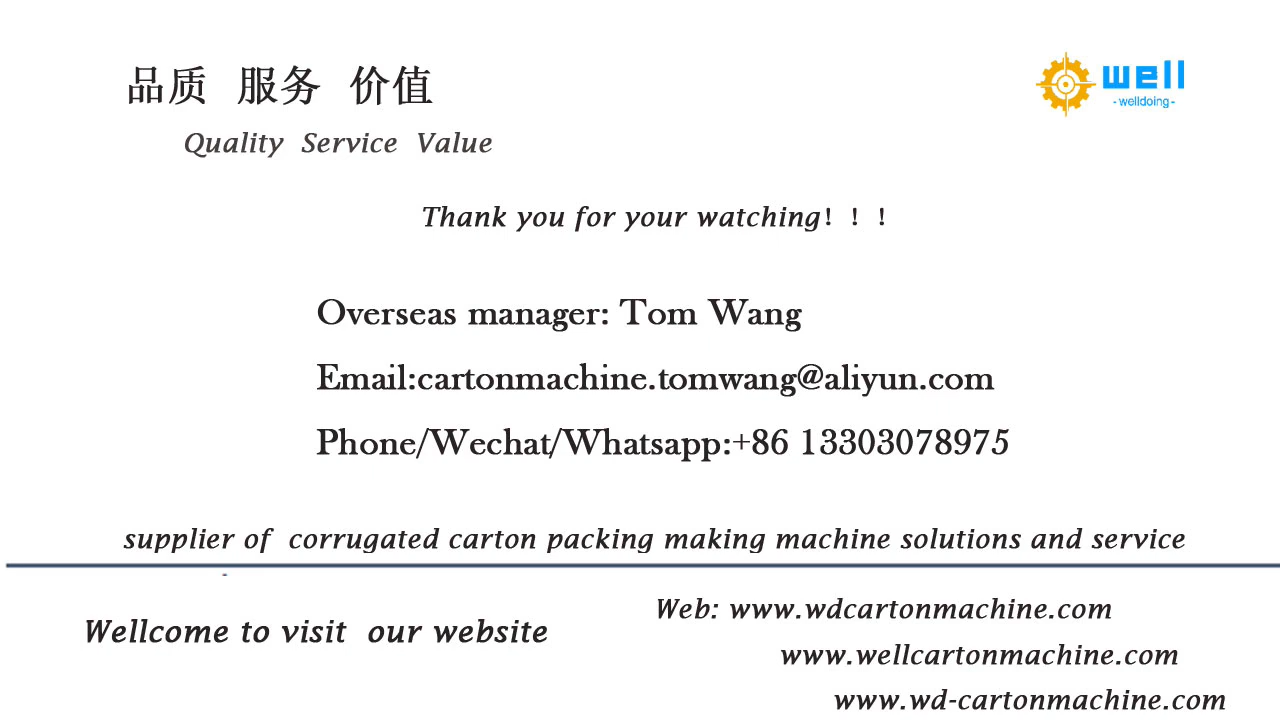 品质 服务 价值
well
-welldoing-
Quality Service Value
Thank you for your watching！！！
Overseas manager: Tom Wang
Email:cartonmachine.tomwang@aliyun.com
Phone/Wechat/Whatsapp:+86 13303078975
supplier of corrugated carton packing making machine solutions and service
Wellcome to visit our website
Web: www.wdcartonmachine.com
www.wellcartonmachine.com
www.wd-cartonmachine.com